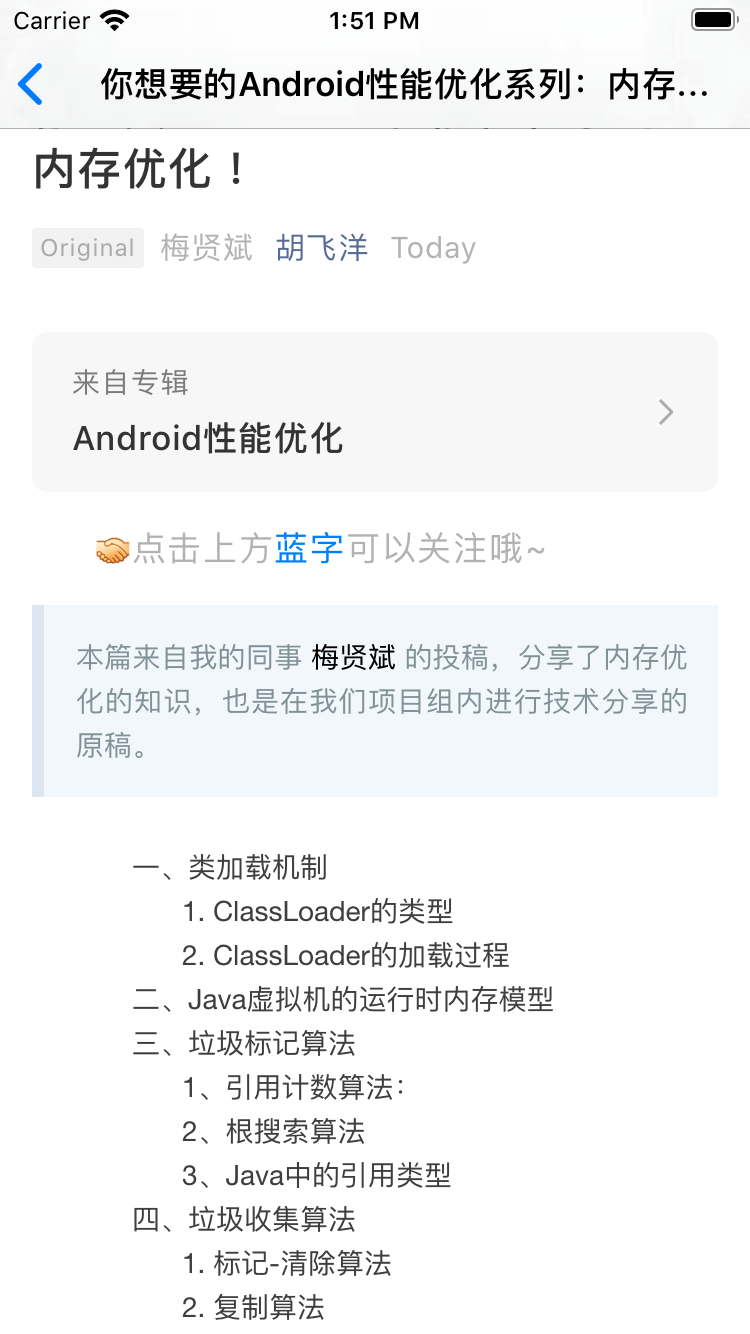 Carrier 1:51 PM
你想要的Android性能优化系列：内存...
内存优化！
Original 梅贤斌 胡飞洋 Today
来自专辑
Android性能优化
点击上方蓝字可以关注哦~
本篇来自我的同事 梅贤斌 的投稿，分享了内存优
化的知识，也是在我们项目组内进行技术分享的
原稿。
一、类加载机制
1. ClassLoader的类型
2. ClassLoader的加载过程
二、Java虚拟机的运行时内存模型
三、垃圾标记算法
1、引用计数算法：
2、根搜索算法
3、Java中的引用类型
四、垃圾收集算法
1. 标记-清除算法
2. 复制算法